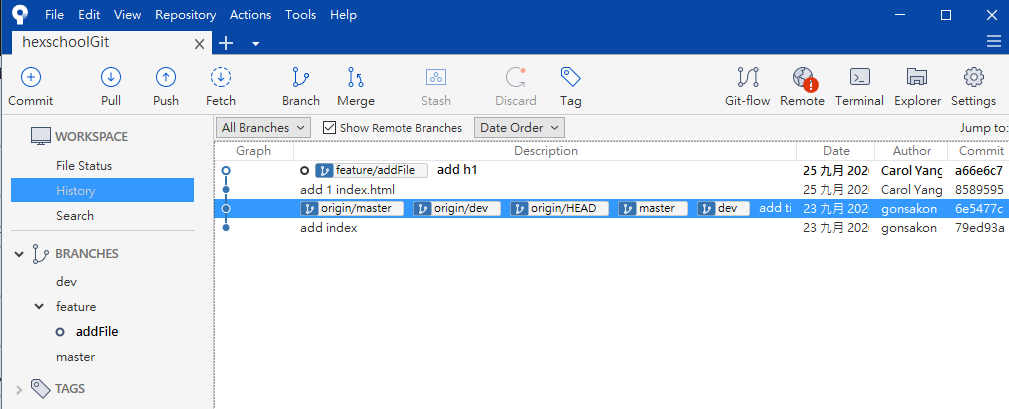 File Edit View Repository Actions Tools Help
hexschoolGit
Commit Pull Push Fetch Branch Merge Stash Discard Tag Git-flow Remote Terminal Explorer Settings
WORKSPACE
File Status
History
Search
BRANCHES
dev
feature
addFile
master
TAGS
All Branches Show Remote Branches Date Order Jump to:
Graph Description Date Author Commit
feature/addFile add h1 25 九月 202 Carol Yang a66e6c7
add 1 index.html 25 九月 202 Carol Yang 8589595
origin/master origin/dev origin/HEAD master dev add ti 23 九月 202 gonsakon 6e5477c
add index 23 九月 202 gonsakon 79ed93a